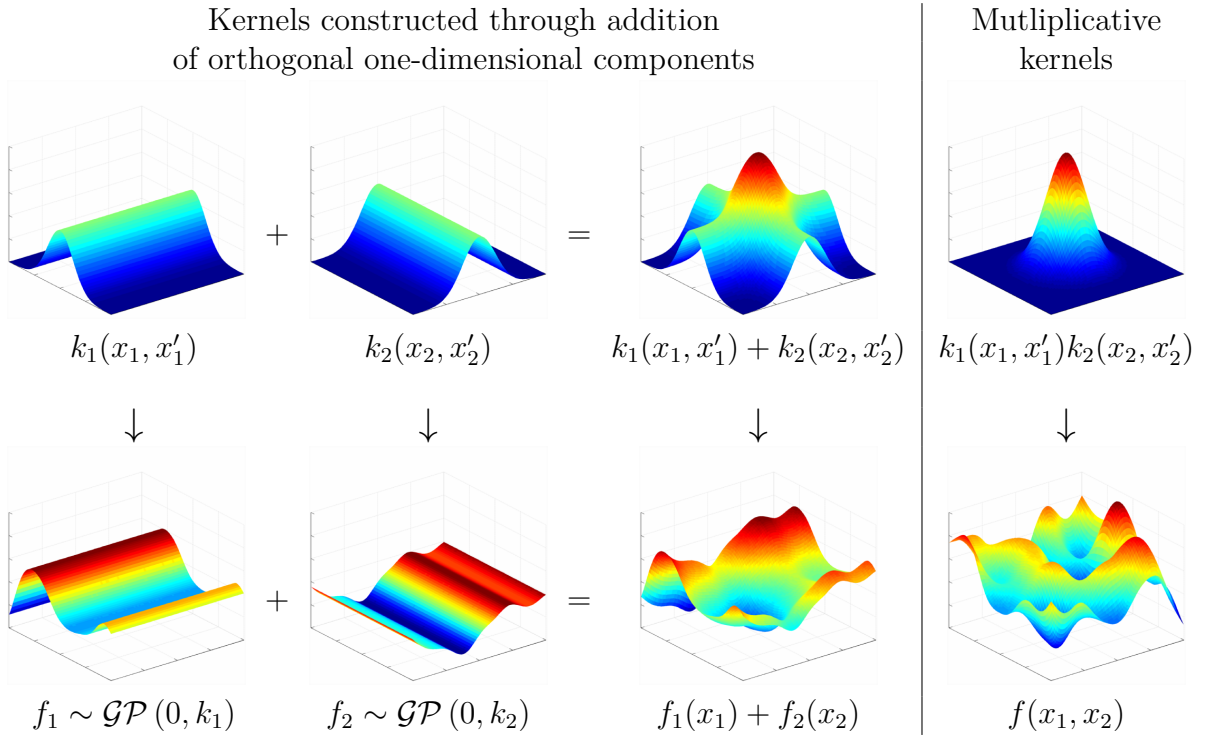 Kernels constructed through addition
of orthogonal one-dimensional components
Mutliplicative
kernels
+
=
k₁(x₁, x′₁)
k₂(x₂, x′₂)
k₁(x₁, x′₁) + k₂(x₂, x′₂)
k₁(x₁, x′₁)k₂(x₂, x′₂)
↓ ↓ ↓ ↓
+
=
f₁ ∼ 𝒢𝒫 (0, k₁)
f₂ ∼ 𝒢𝒫 (0, k₂)
f₁(x₁) + f₂(x₂)
f(x₁, x₂)